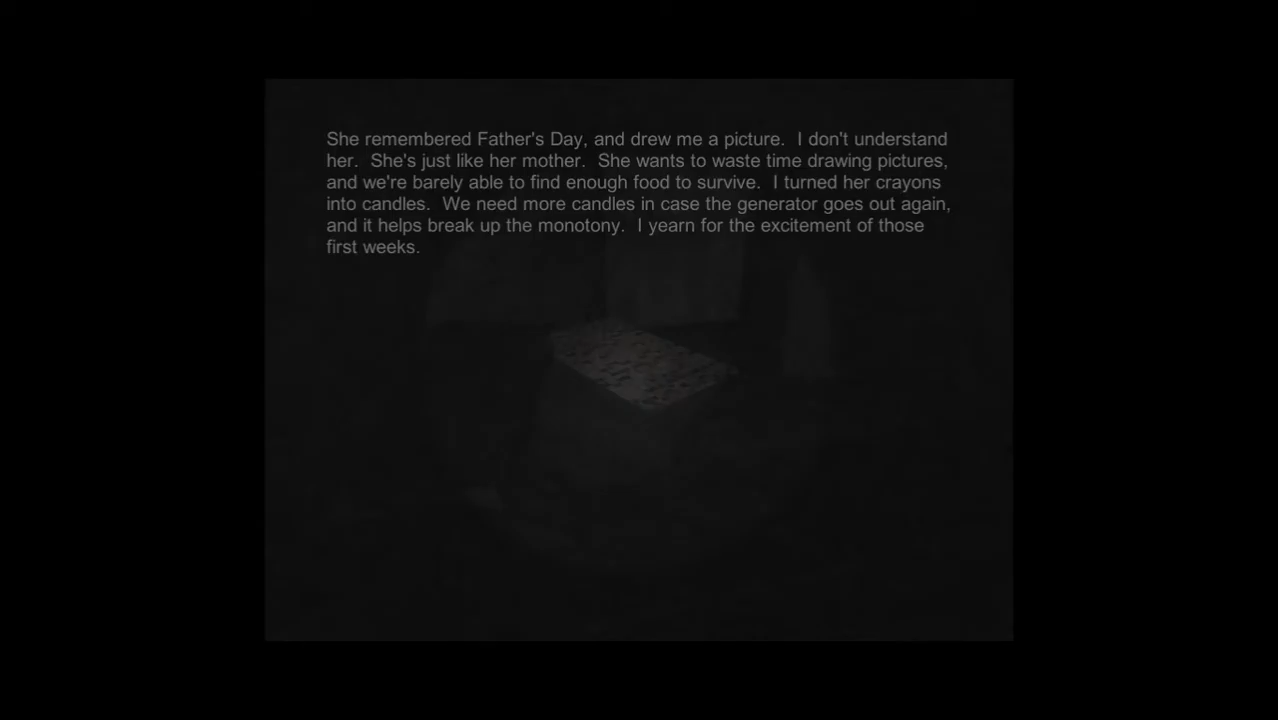 She remembered Father's Day, and drew me a picture.  I don't understand
her.  She's just like her mother.  She wants to waste time drawing pictures,
and we're barely able to find enough food to survive.  I turned her crayons
into candles.  We need more candles in case the generator goes out again,
and it helps break up the monotony.  I yearn for the excitement of those
first weeks.